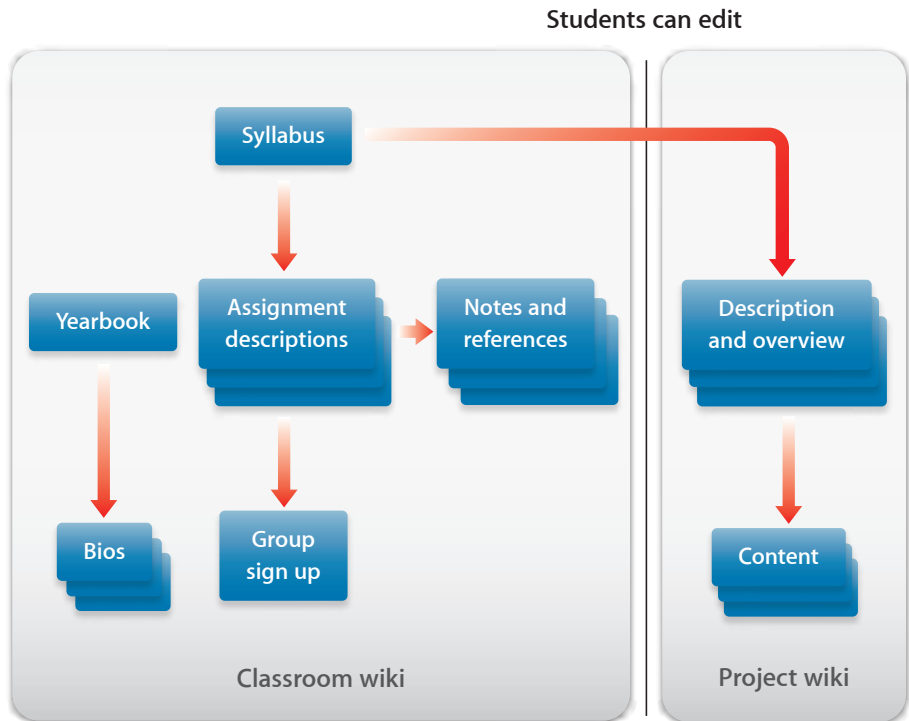 Students can edit
Syllabus
Yearbook
Assignment
descriptions
Notes and
references
Description
and overview
Bios
Group
sign up
Content
Classroom wiki
Project wiki